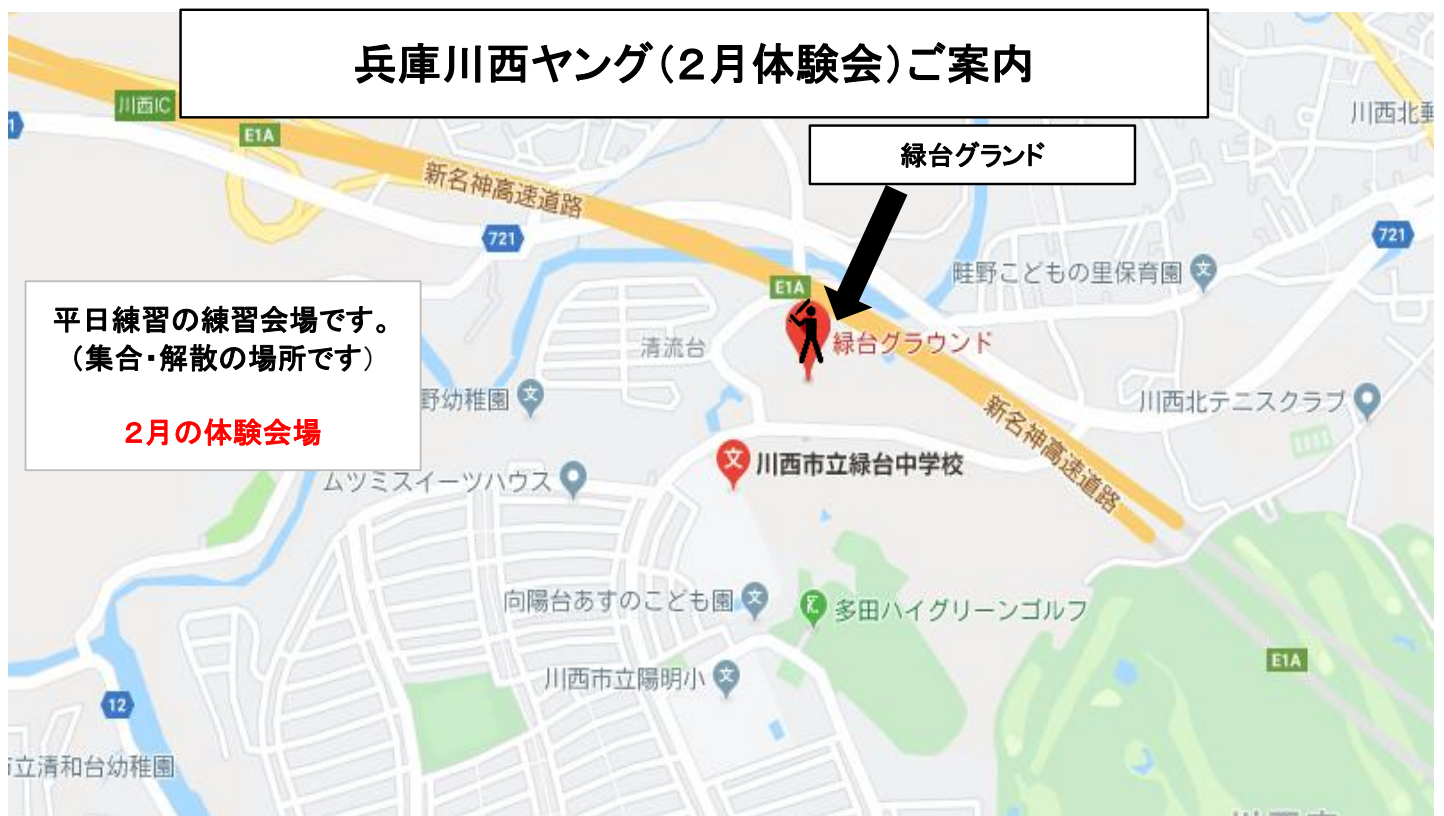 兵庫川西ヤング(2月体験会)ご案内
川西IC
E1A
川西北郵
緑台グランド
新名神高速道路
721
721
畦野こどもの里保育園
E1A
平日練習の練習会場です。
(集合・解散の場所です)
2月の体験会場
清流台
緑台グラウンド
野幼稚園
川西北テニスクラブ
新名神高速道路
川西市立緑台中学校
ムツミスイーツハウス
向陽台あすのこども園
多田ハイグリーンゴルフ
川西市立陽明小
E1A
12
市立清和台幼稚園